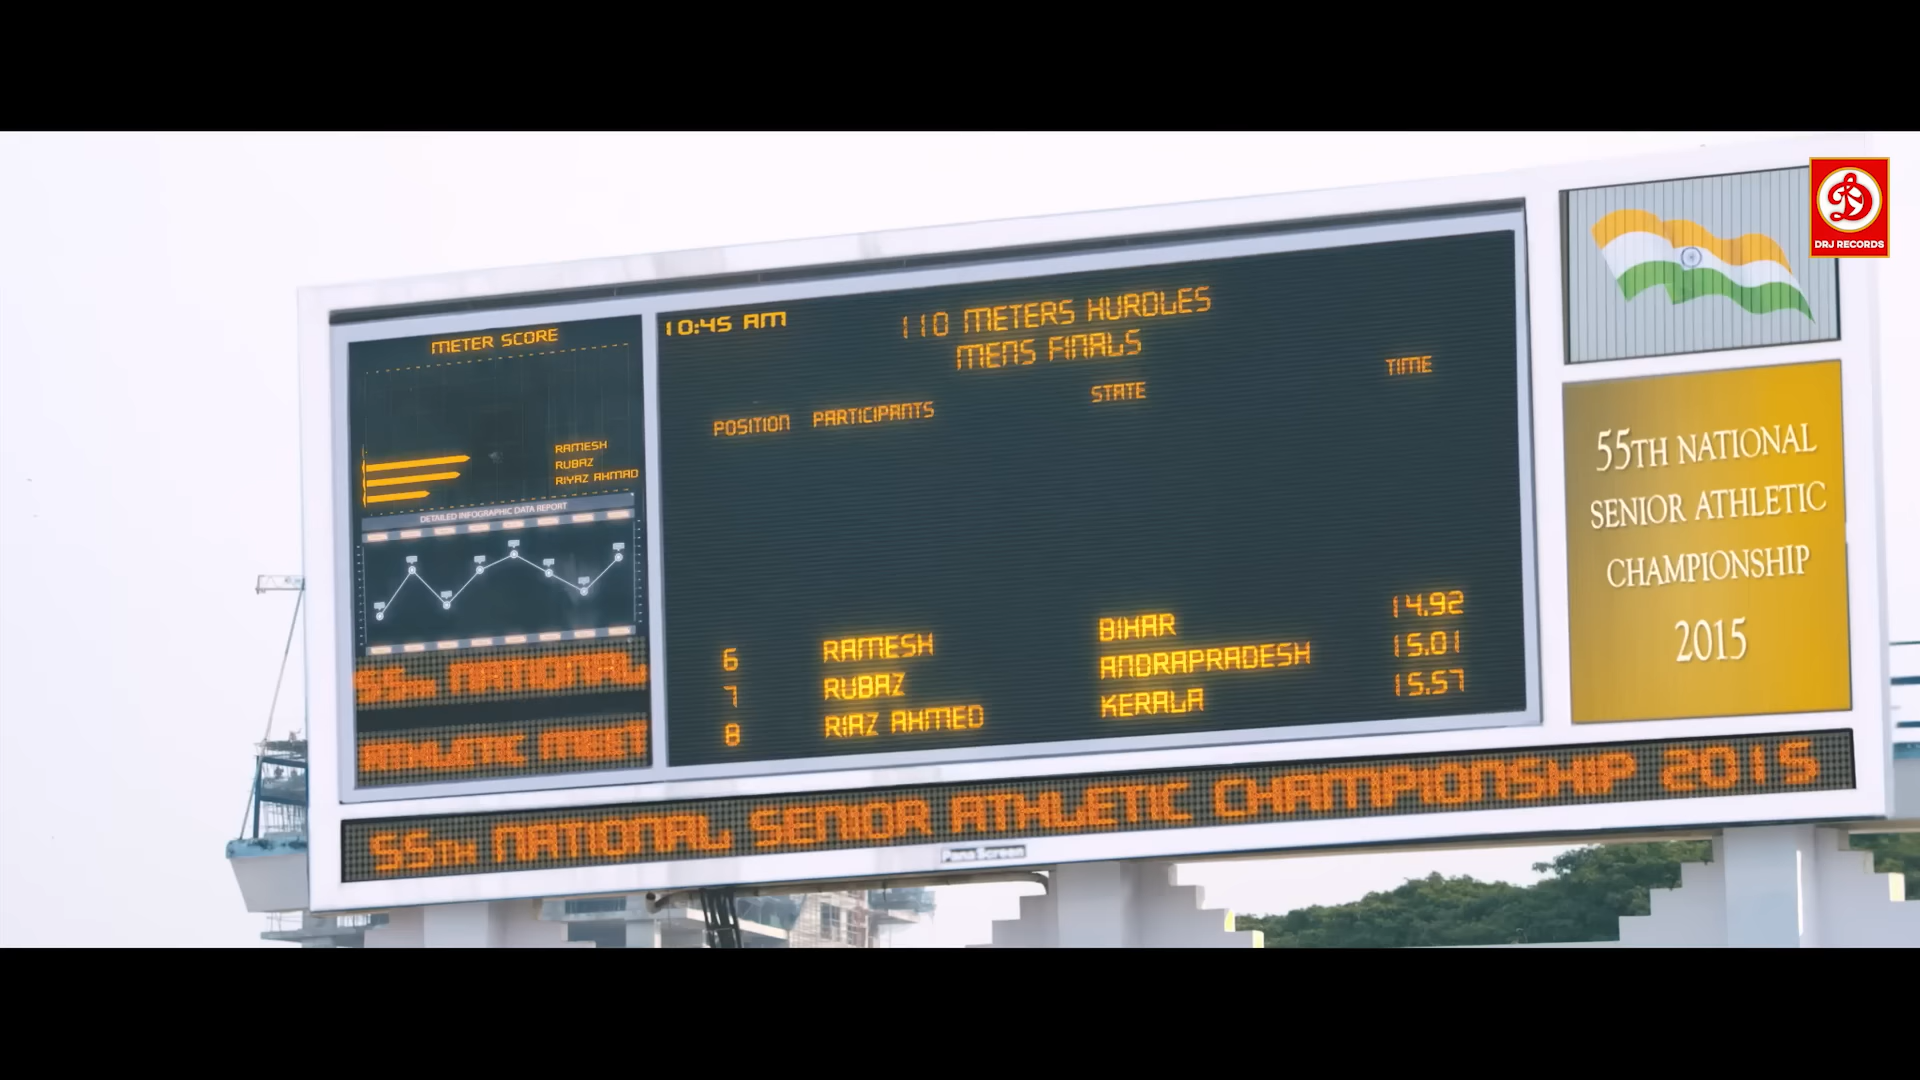 DRJ RECORDS
METER SCORE
RAMESH
RUBAZ
RIYAZ AHMAD
DETAILED INFOGRAPHIC DATA REPORT
55TH NATIONAL
ATHLETIC MEET
10:45 AM
110 METERS HURDLES
MENS FINALS
POSITION PARTICIPANTS STATE TIME
6 RAMESH BIHAR 14.92
7 RUBAZ ANDRAPRADESH 15.01
8 RIAZ AHMED KERALA 15.57
55TH NATIONAL
SENIOR ATHLETIC
CHAMPIONSHIP
2015
55TH NATIONAL SENIOR ATHLETIC CHAMPIONSHIP 2015
PanaScreen